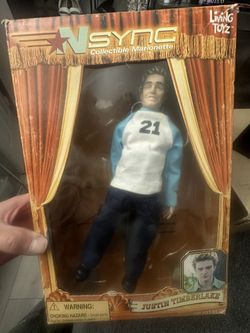 NSYNC
Collectible Marionette
LIVING
TOYZ
21
WARNING:
CHOKING HAZARD
JUSTIN TIMBERLAKE